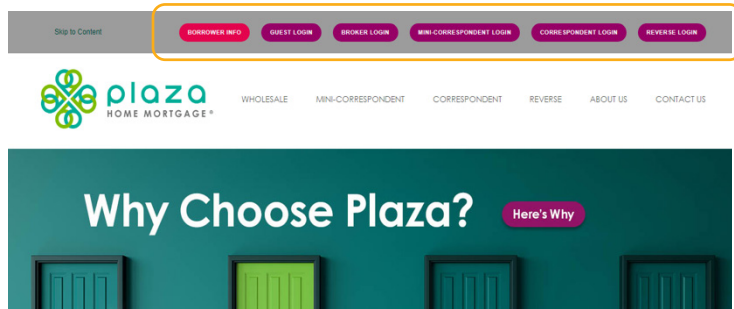 Skip to Content BORROWER INFO GUEST LOGIN BROKER LOGIN MINI-CORRESPONDENT LOGIN CORRESPONDENT LOGIN REVERSE LOGIN
plaza
HOME MORTGAGE®
WHOLESALE MINI-CORRESPONDENT CORRESPONDENT REVERSE ABOUT US CONTACT US
Why Choose Plaza? Here's Why